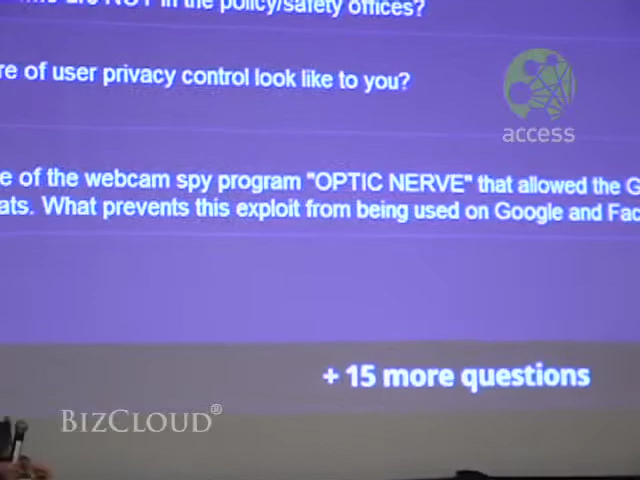 NOT in the policy/safety offices?
re of user privacy control look like to you?
access
e of the webcam spy program "OPTIC NERVE" that allowed the G
ats. What prevents this exploit from being used on Google and Fac
+ 15 more questions
BIZCLOUD®